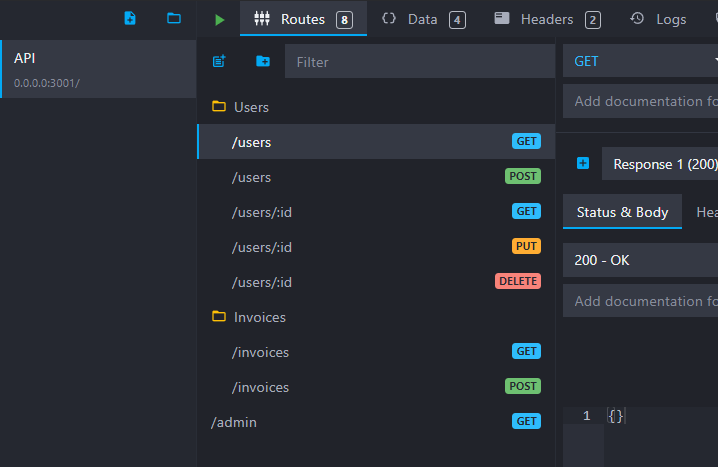 Routes 8 Data 4 Headers 2 Logs
API
0.0.0.0:3001/
Filter
Users
/users GET
/users POST
/users/:id GET
/users/:id PUT
/users/:id DELETE
Invoices
/invoices GET
/invoices POST
/admin GET
GET
Add documentation fo
Response 1 (200)
Status & Body Hea
200 - OK
Add documentation fo
1 {}